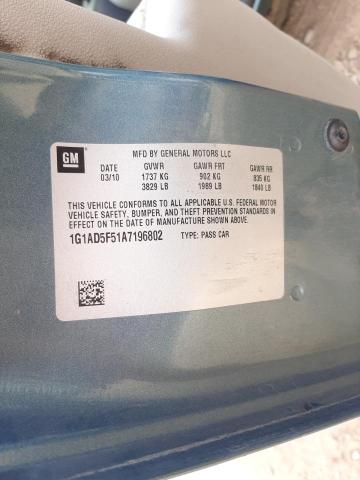 GM
MFD BY GENERAL MOTORS LLC
DATE GVWR GAWR FRT GAWR RR
03/10 1737 KG 902 KG 835 KG
3829 LB 1989 LB 1840 LB
THIS VEHICLE CONFORMS TO ALL APPLICABLE U.S. FEDERAL MOTOR
VEHICLE SAFETY, BUMPER, AND THEFT PREVENTION STANDARDS IN
EFFECT ON THE DATE OF MANUFACTURE SHOWN ABOVE.
1G1AD5F51A7196802 TYPE: PASS CAR